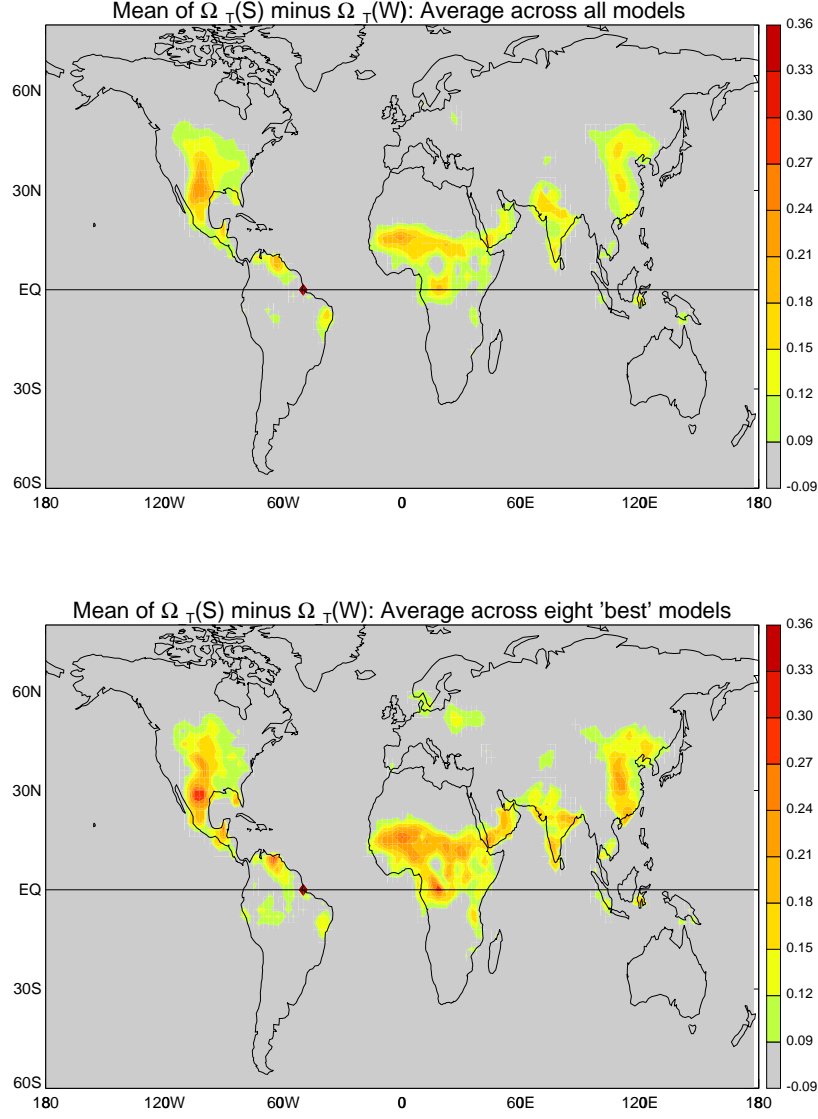 Mean of Ω T(S) minus Ω T(W): Average across all models
0.36
0.33
0.30
0.27
0.24
0.21
0.18
0.15
0.12
0.09
-0.09
60N
30N
EQ
30S
60S
180 120W 60W 0 60E 120E 180
Mean of Ω T(S) minus Ω T(W): Average across eight 'best' models
0.36
0.33
0.30
0.27
0.24
0.21
0.18
0.15
0.12
0.09
-0.09
60N
30N
EQ
30S
60S
180 120W 60W 0 60E 120E 180